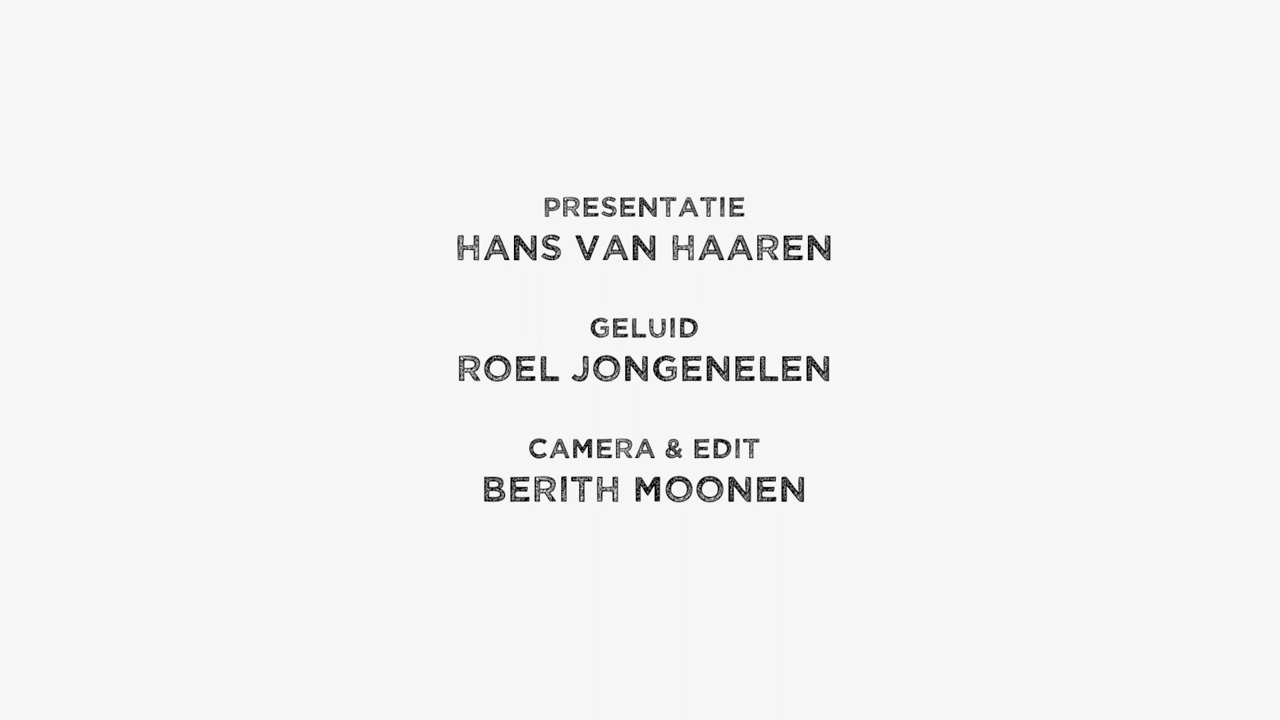 PRESENTATIE
HANS VAN HAAREN
GELUID
ROEL JONGENELEN
CAMERA & EDIT
BERITH MOONEN